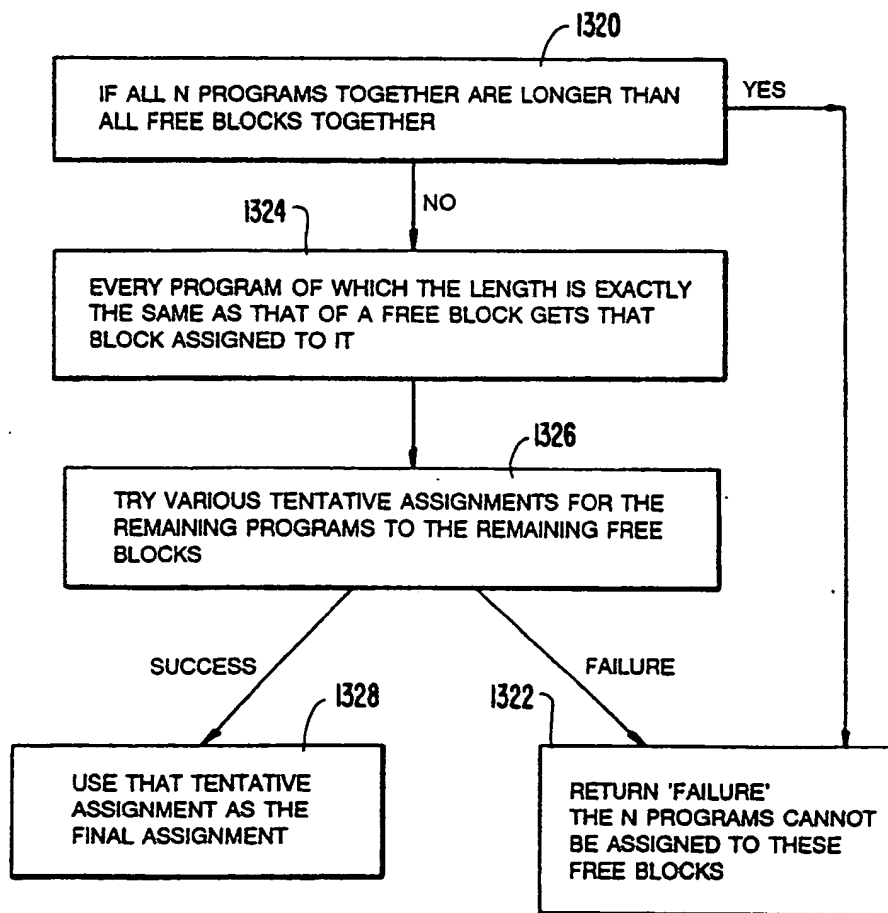 1320
IF ALL N PROGRAMS TOGETHER ARE LONGER THAN
ALL FREE BLOCKS TOGETHER
YES
NO
1324
EVERY PROGRAM OF WHICH THE LENGTH IS EXACTLY
THE SAME AS THAT OF A FREE BLOCK GETS THAT
BLOCK ASSIGNED TO IT
1326
TRY VARIOUS TENTATIVE ASSIGNMENTS FOR THE
REMAINING PROGRAMS TO THE REMAINING FREE
BLOCKS
SUCCESS
FAILURE
1328
USE THAT TENTATIVE
ASSIGNMENT AS THE
FINAL ASSIGNMENT
1322
RETURN 'FAILURE'
THE N PROGRAMS CANNOT
BE ASSIGNED TO THESE
FREE BLOCKS